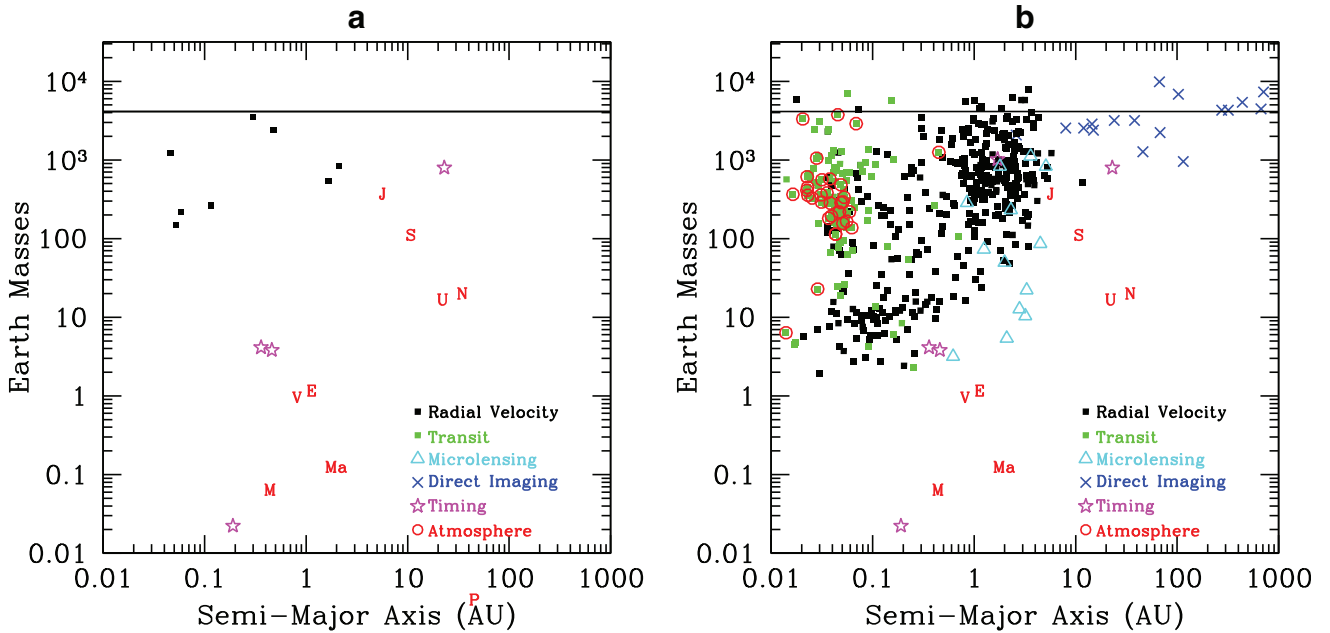 a
Earth Masses
10⁴
10³
100
10
1
0.1
0.01
J
S
U N
V E
Ma
M
P
Radial Velocity
Transit
Microlensing
Direct Imaging
Timing
Atmosphere
0.01 0.1 1 10 100 1000
Semi-Major Axis (AU)
b
Earth Masses
10⁴
10³
100
10
1
0.1
0.01
J
S
U N
V E
Ma
M
Radial Velocity
Transit
Microlensing
Direct Imaging
Timing
Atmosphere
0.01 0.1 1 10 100 1000
Semi-Major Axis (AU)